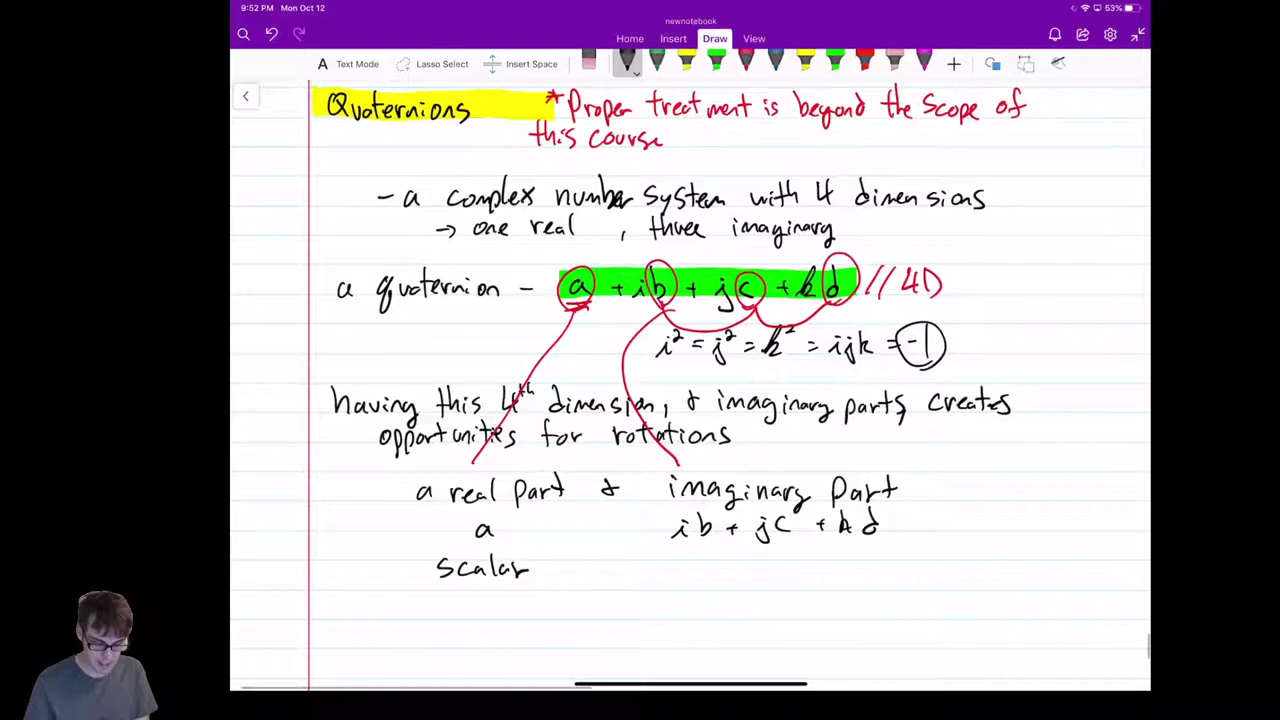 9:52 PM Mon Oct 12
53%
newnotebook
Home Insert Draw View
Text Mode Lasso Select Insert Space
Quaternions *Proper treatment is beyond the scope of
this course
- a complex number system with 4 dimensions
→ one real , three imaginary
a quaternion - a + ib + jc + kd // 4D
i² = j² = k² = ijk = -1
having this 4th dimension, & imaginary parts, creates
opportunities for rotations
a real part & imaginary part
a ib + jc + kd
scalar